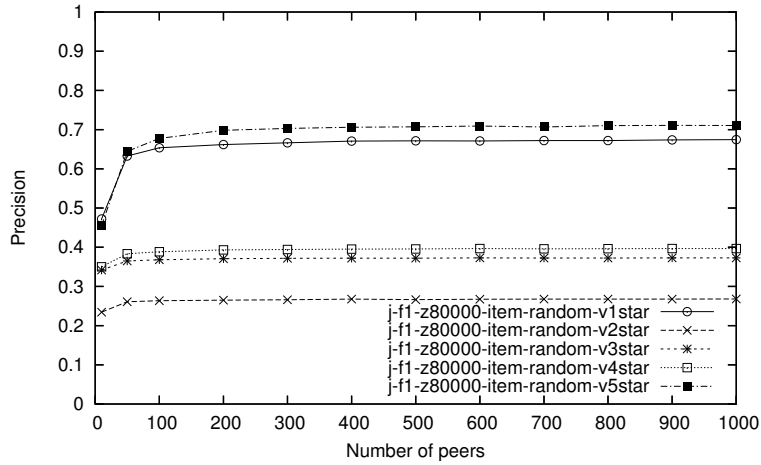 1
0.9
0.8
0.7
0.6
0.5
0.4
0.3
0.2
0.1
0
Precision
j-f1-z80000-item-random-v1star
j-f1-z80000-item-random-v2star
j-f1-z80000-item-random-v3star
j-f1-z80000-item-random-v4star
j-f1-z80000-item-random-v5star
0 100 200 300 400 500 600 700 800 900 1000
Number of peers